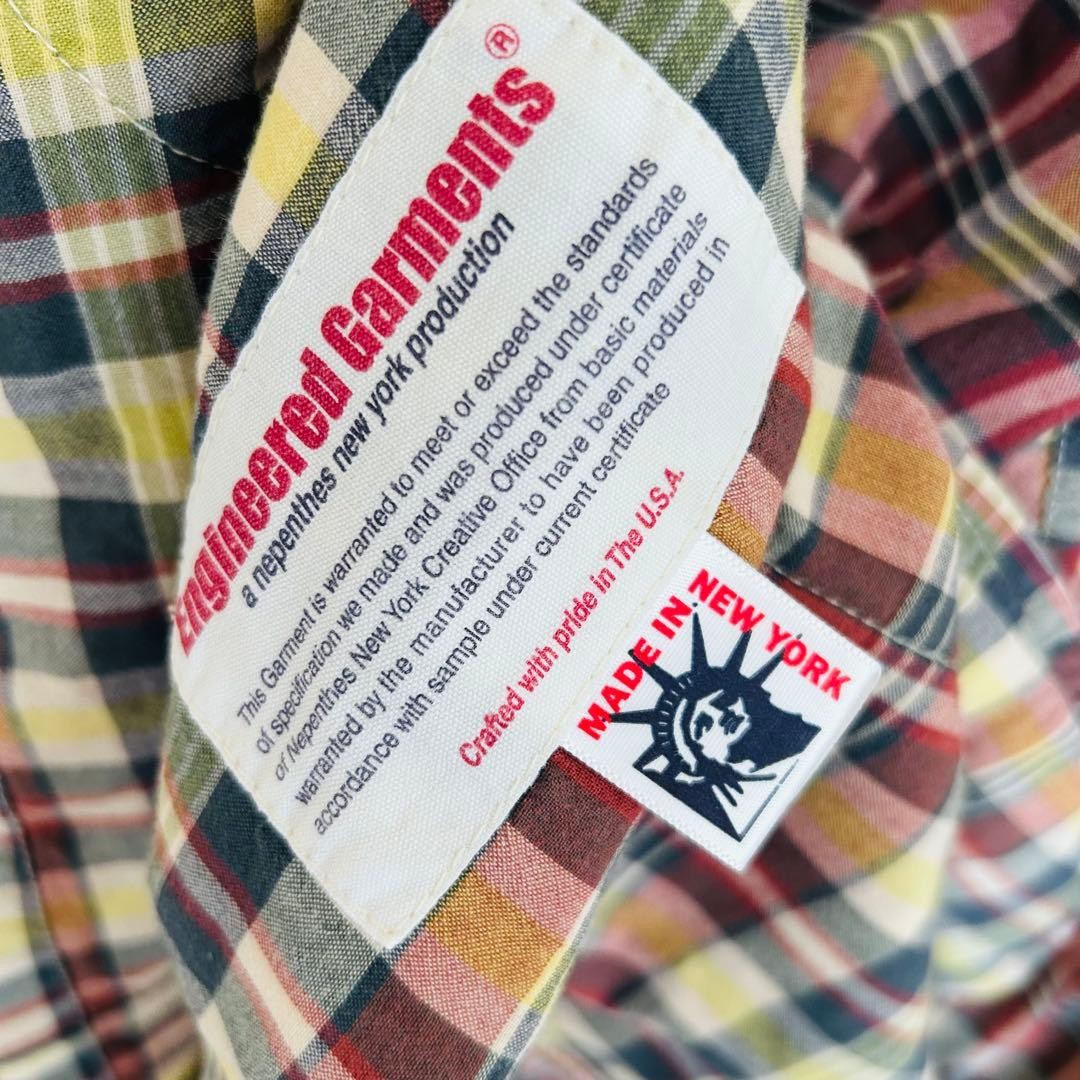 Engineered Garments®
a nepenthes new york production
This Garment is warranted to meet or exceed the standards
of specification we made and was produced under certificate
of Nepenthes New York Creative Office from basic materials
warranted by the manufacturer to have been produced in
accordance with sample under current certificate
Crafted with pride in The U.S.A.
MADE IN NEW YORK